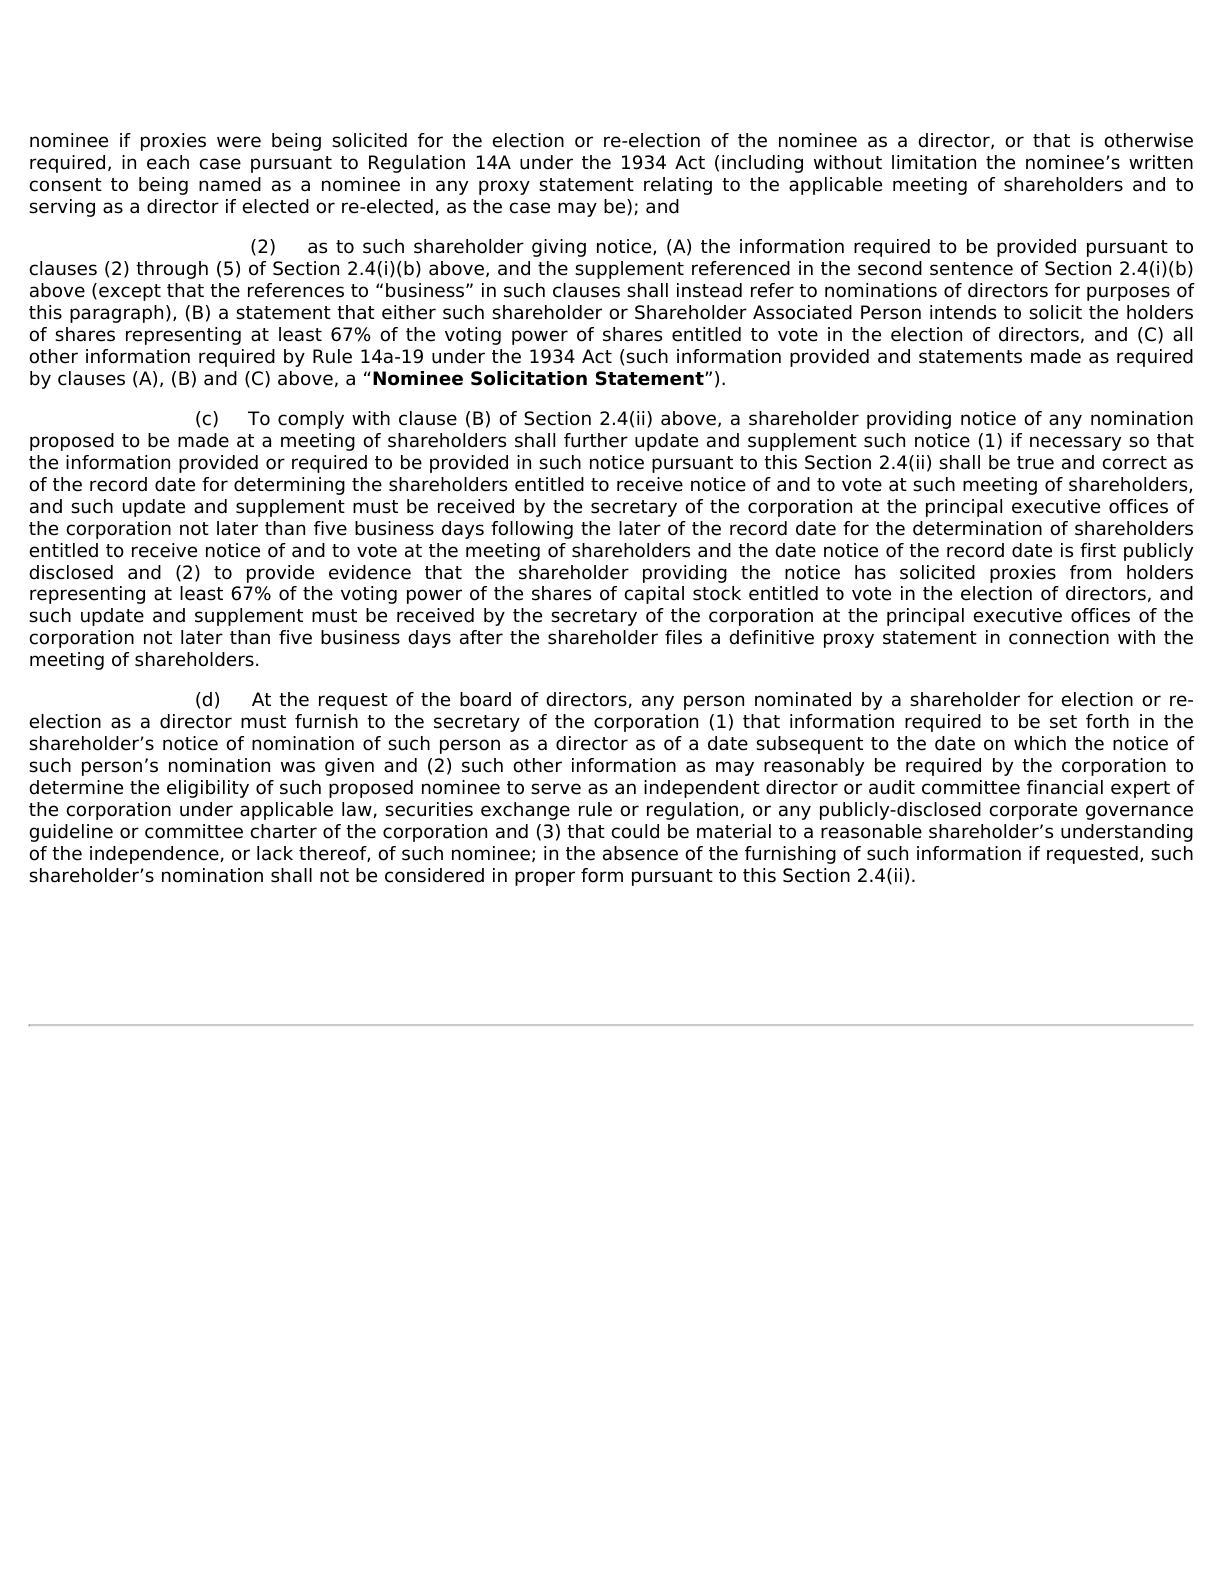 nominee if proxies were being solicited for the election or re-election of the nominee as a director, or that is otherwise
required, in each case pursuant to Regulation 14A under the 1934 Act (including without limitation the nominee’s written
consent to being named as a nominee in any proxy statement relating to the applicable meeting of shareholders and to
serving as a director if elected or re-elected, as the case may be); and
(2) as to such shareholder giving notice, (A) the information required to be provided pursuant to
clauses (2) through (5) of Section 2.4(i)(b) above, and the supplement referenced in the second sentence of Section 2.4(i)(b)
above (except that the references to “business” in such clauses shall instead refer to nominations of directors for purposes of
this paragraph), (B) a statement that either such shareholder or Shareholder Associated Person intends to solicit the holders
of shares representing at least 67% of the voting power of shares entitled to vote in the election of directors, and (C) all
other information required by Rule 14a-19 under the 1934 Act (such information provided and statements made as required
by clauses (A), (B) and (C) above, a “Nominee Solicitation Statement”).
(c) To comply with clause (B) of Section 2.4(ii) above, a shareholder providing notice of any nomination
proposed to be made at a meeting of shareholders shall further update and supplement such notice (1) if necessary so that
the information provided or required to be provided in such notice pursuant to this Section 2.4(ii) shall be true and correct as
of the record date for determining the shareholders entitled to receive notice of and to vote at such meeting of shareholders,
and such update and supplement must be received by the secretary of the corporation at the principal executive offices of
the corporation not later than five business days following the later of the record date for the determination of shareholders
entitled to receive notice of and to vote at the meeting of shareholders and the date notice of the record date is first publicly
disclosed and (2) to provide evidence that the shareholder providing the notice has solicited proxies from holders
representing at least 67% of the voting power of the shares of capital stock entitled to vote in the election of directors, and
such update and supplement must be received by the secretary of the corporation at the principal executive offices of the
corporation not later than five business days after the shareholder files a definitive proxy statement in connection with the
meeting of shareholders.
(d) At the request of the board of directors, any person nominated by a shareholder for election or re-
election as a director must furnish to the secretary of the corporation (1) that information required to be set forth in the
shareholder’s notice of nomination of such person as a director as of a date subsequent to the date on which the notice of
such person’s nomination was given and (2) such other information as may reasonably be required by the corporation to
determine the eligibility of such proposed nominee to serve as an independent director or audit committee financial expert of
the corporation under applicable law, securities exchange rule or regulation, or any publicly-disclosed corporate governance
guideline or committee charter of the corporation and (3) that could be material to a reasonable shareholder’s understanding
of the independence, or lack thereof, of such nominee; in the absence of the furnishing of such information if requested, such
shareholder’s nomination shall not be considered in proper form pursuant to this Section 2.4(ii).